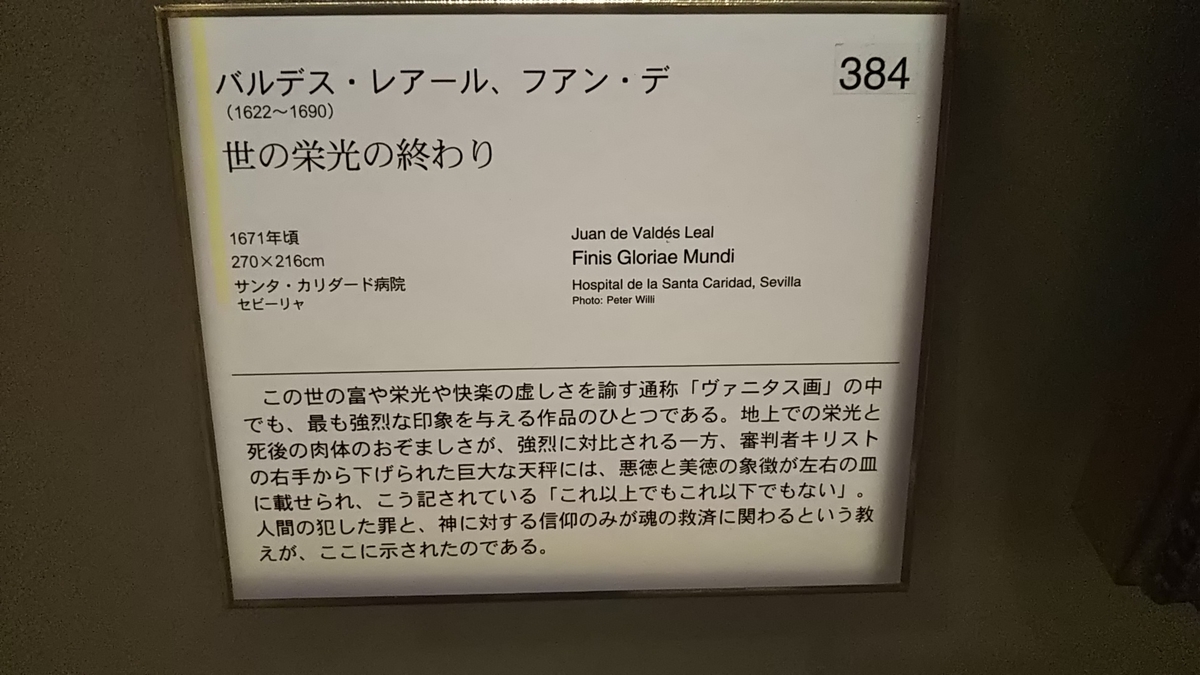 バルデス・レアール、フアン・デ
384
（1622〜1690）
世の栄光の終わり
1671年頃
270×216cm
サンタ・カリダード病院
セビーリャ
Juan de Valdés Leal
Finis Gloriae Mundi
Hospital de la Santa Caridad, Sevilla
Photo: Peter Willi
この世の富や栄光や快楽の虚しさを諭す通称「ヴァニタス画」の中
でも、最も強烈な印象を与える作品のひとつである。地上での栄光と
死後の肉体のおぞましさが、強烈に対比される一方、審判者キリスト
の右手から下げられた巨大な天秤には、悪徳と美徳の象徴が左右の皿
に載せられ、こう記されている「これ以上でもこれ以下でもない」。
人間の犯した罪と、神に対する信仰のみが魂の救済に関わるという教
えが、ここに示されたのである。